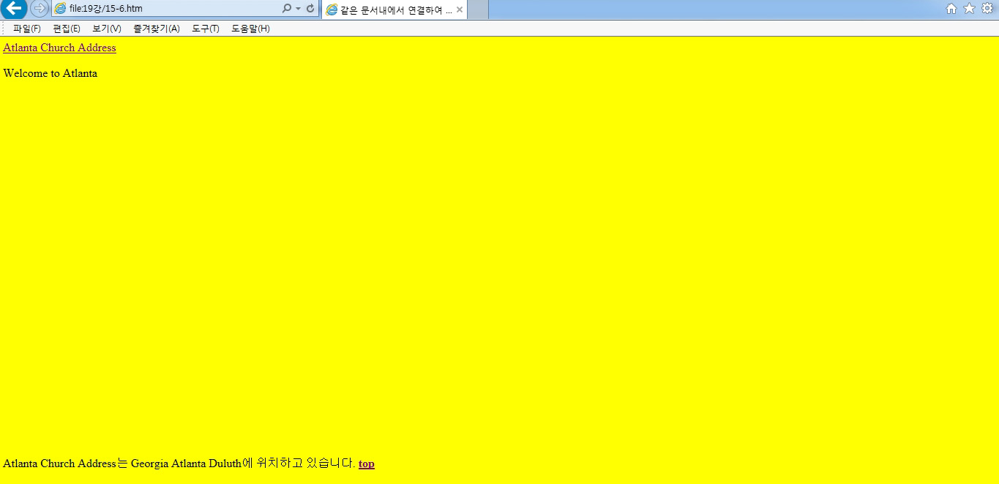 file:19강/15-6.htm
같은 문서내에서 연결하여 ...
파일(F) 편집(E) 보기(V) 즐겨찾기(A) 도구(T) 도움말(H)
Atlanta Church Address
Welcome to Atlanta
Atlanta Church Address는 Georgia Atlanta Duluth에 위치하고 있습니다. top